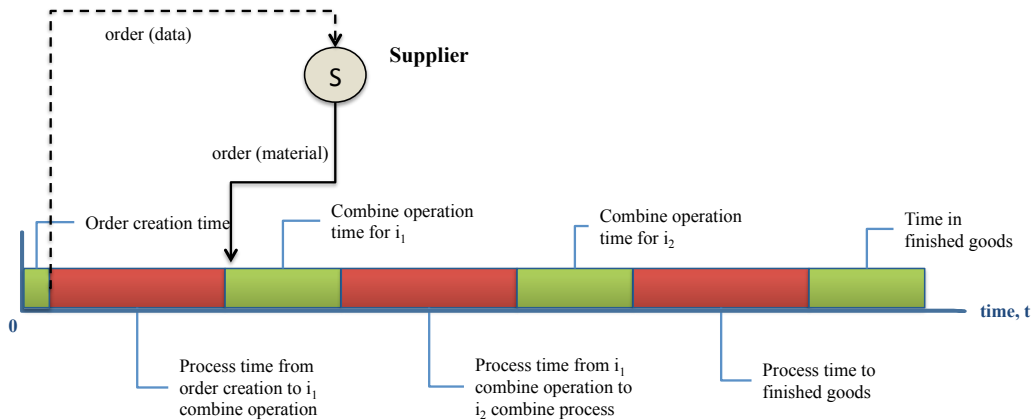 order (data)
Supplier
S
order (material)
Order creation time
Combine operation
time for i₁
Combine operation
time for i₂
Time in
finished goods
0
time, t
Process time from
order creation to i₁
combine operation
Process time from i₁
combine operation to
i₂ combine process
Process time to
finished goods